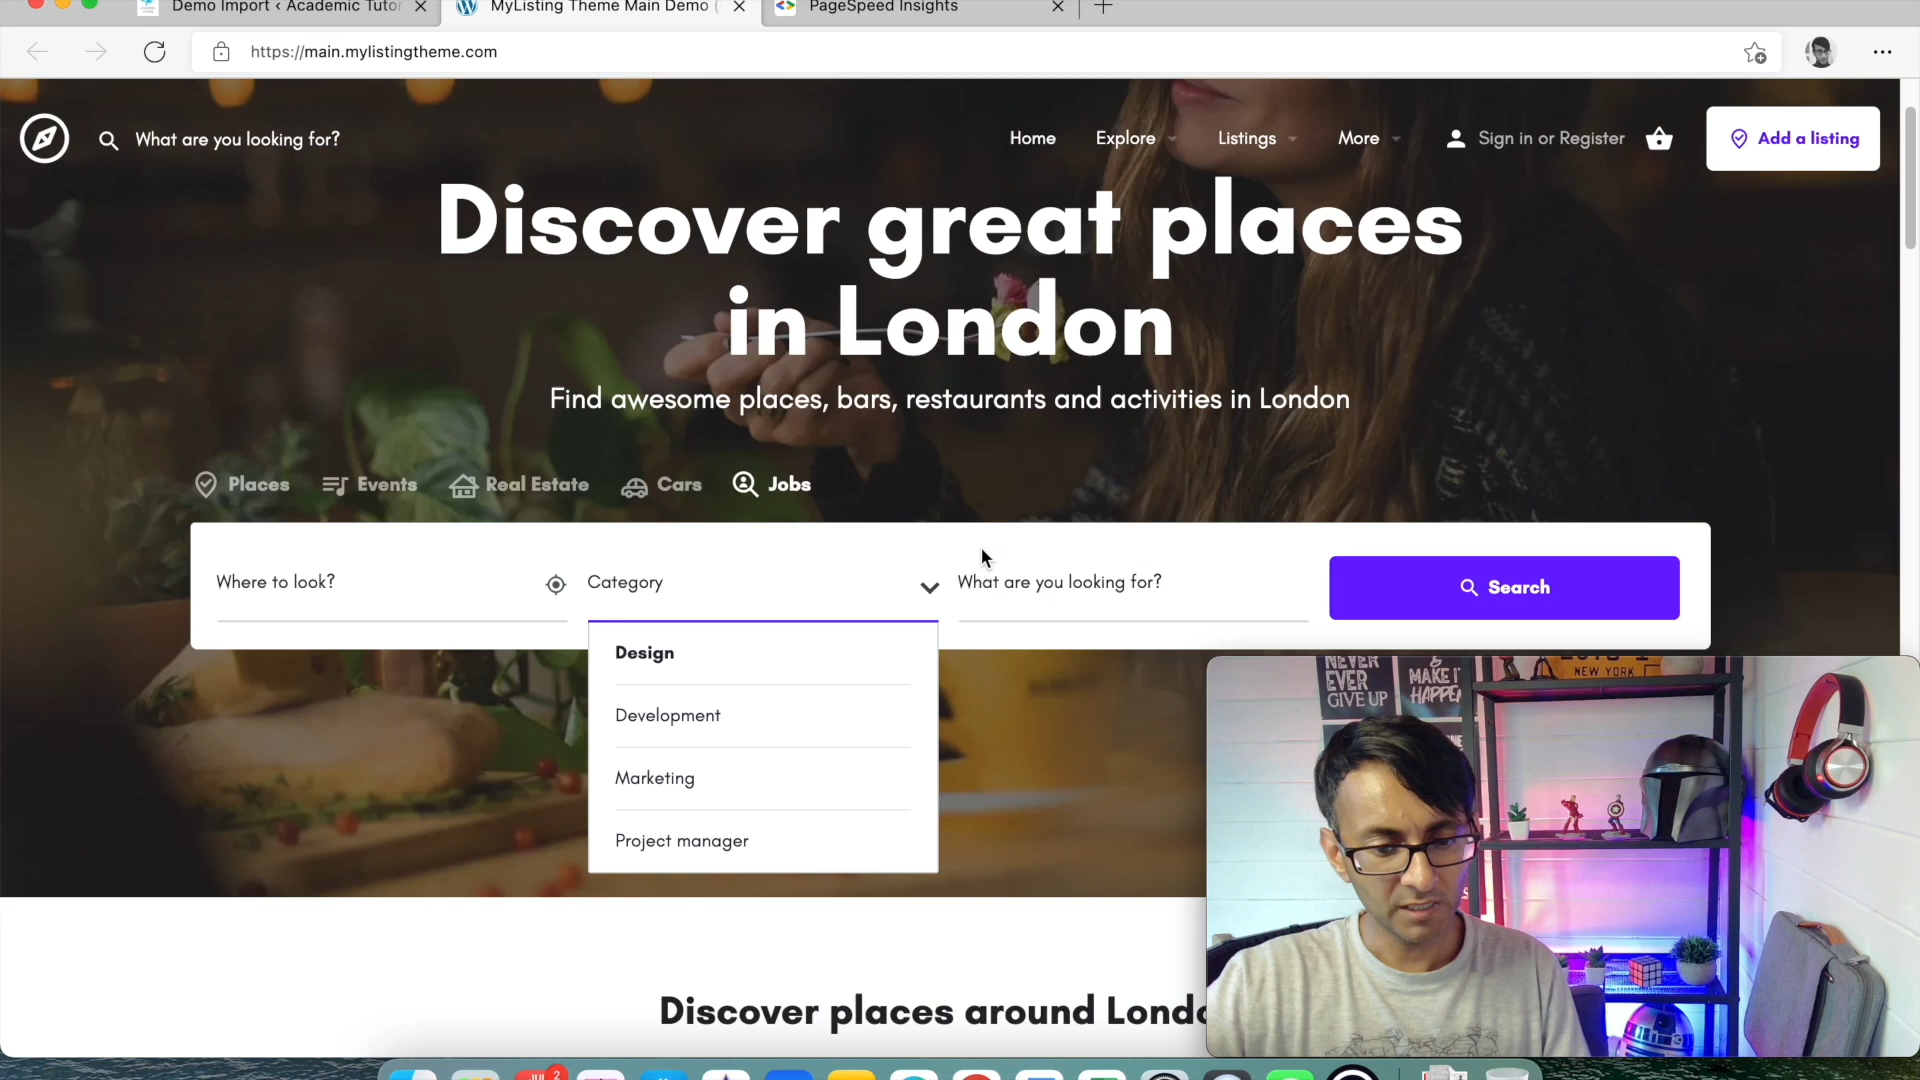 Demo Import ‹ Academic Tutor
MyListing Theme Main Demo (
PageSpeed Insights
https://main.mylistingtheme.com
What are you looking for?
Home
Explore
Listings
More
Sign in or Register
Add a listing
Discover great places
in London
Find awesome places, bars, restaurants and activities in London
Places
Events
Real Estate
Cars
Jobs
Where to look?
Category
What are you looking for?
Search
Design
Development
Marketing
Project manager
Discover places around Londo
NEVER
EVER
GIVE UP
&
MAKE IT
HAPPEN
NEW YORK
2